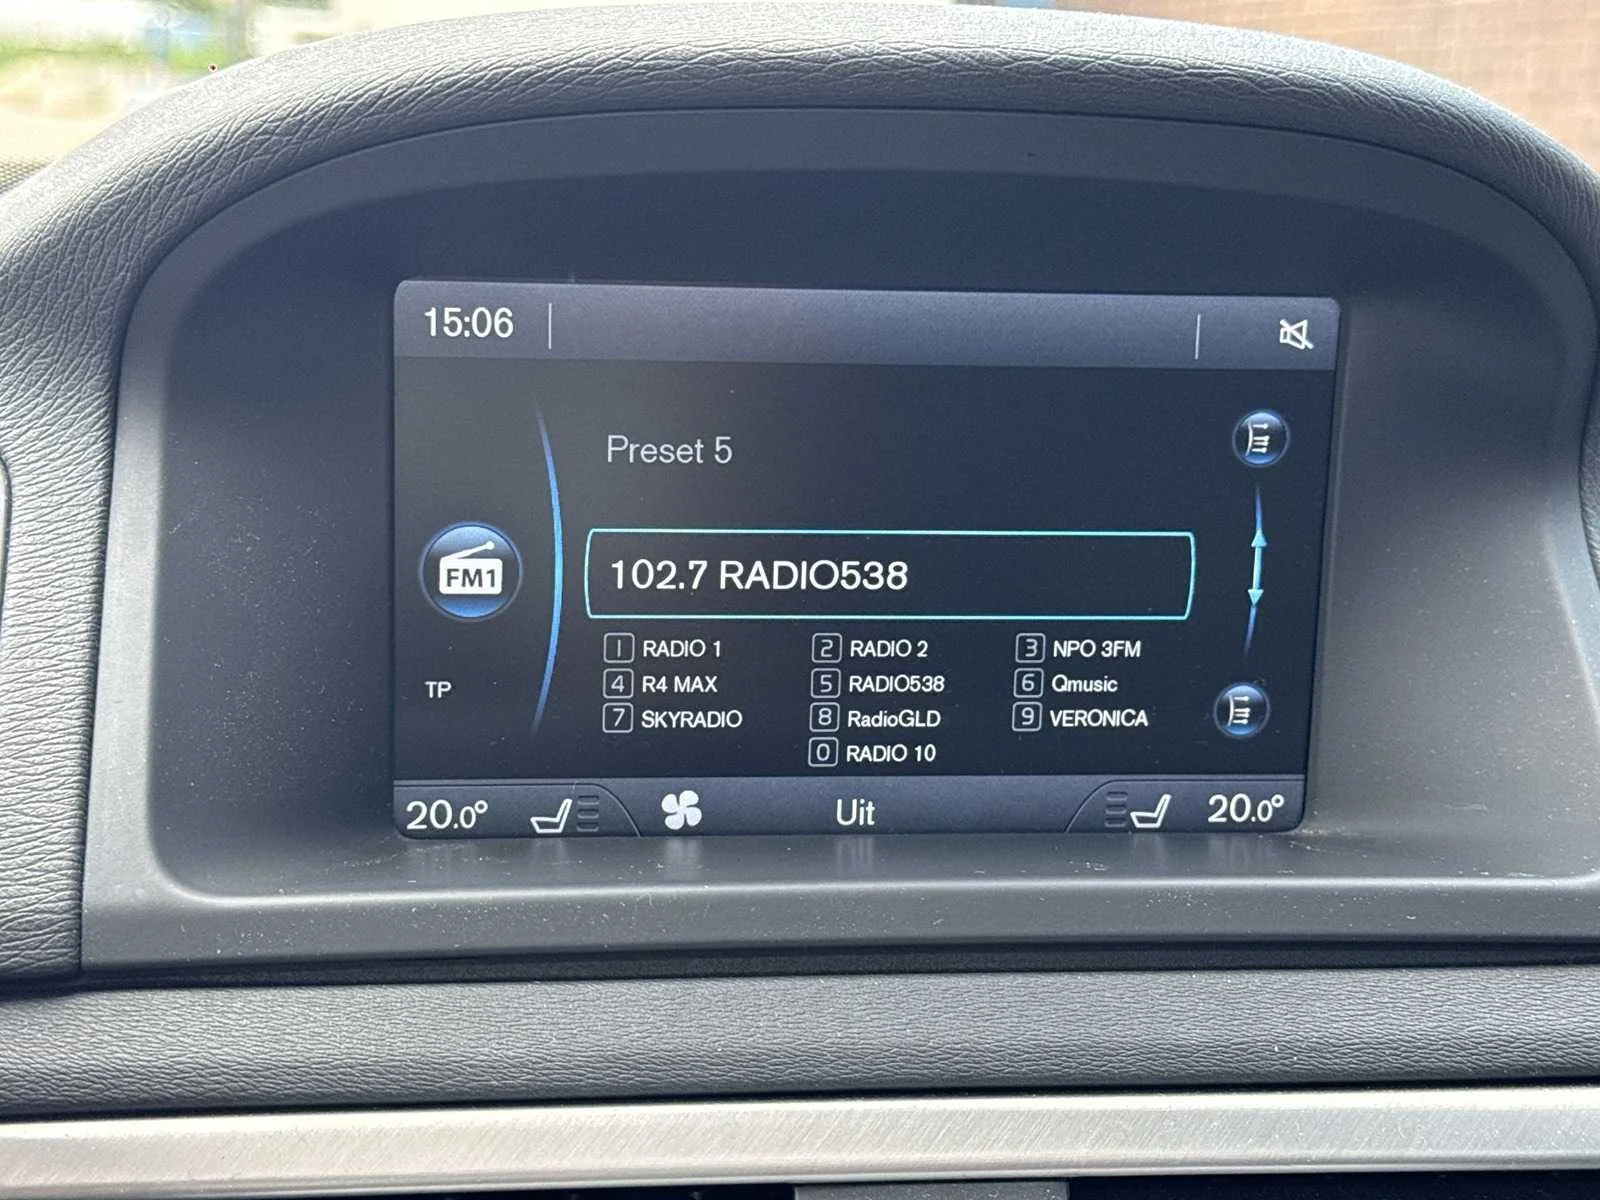 15:06
Preset 5
FM1
102.7 RADIO538
1 RADIO 1 2 RADIO 2 3 NPO 3FM
TP
4 R4 MAX 5 RADIO538 6 Qmusic
7 SKYRADIO 8 RadioGLD 9 VERONICA
0 RADIO 10
20.0° Uit 20.0°